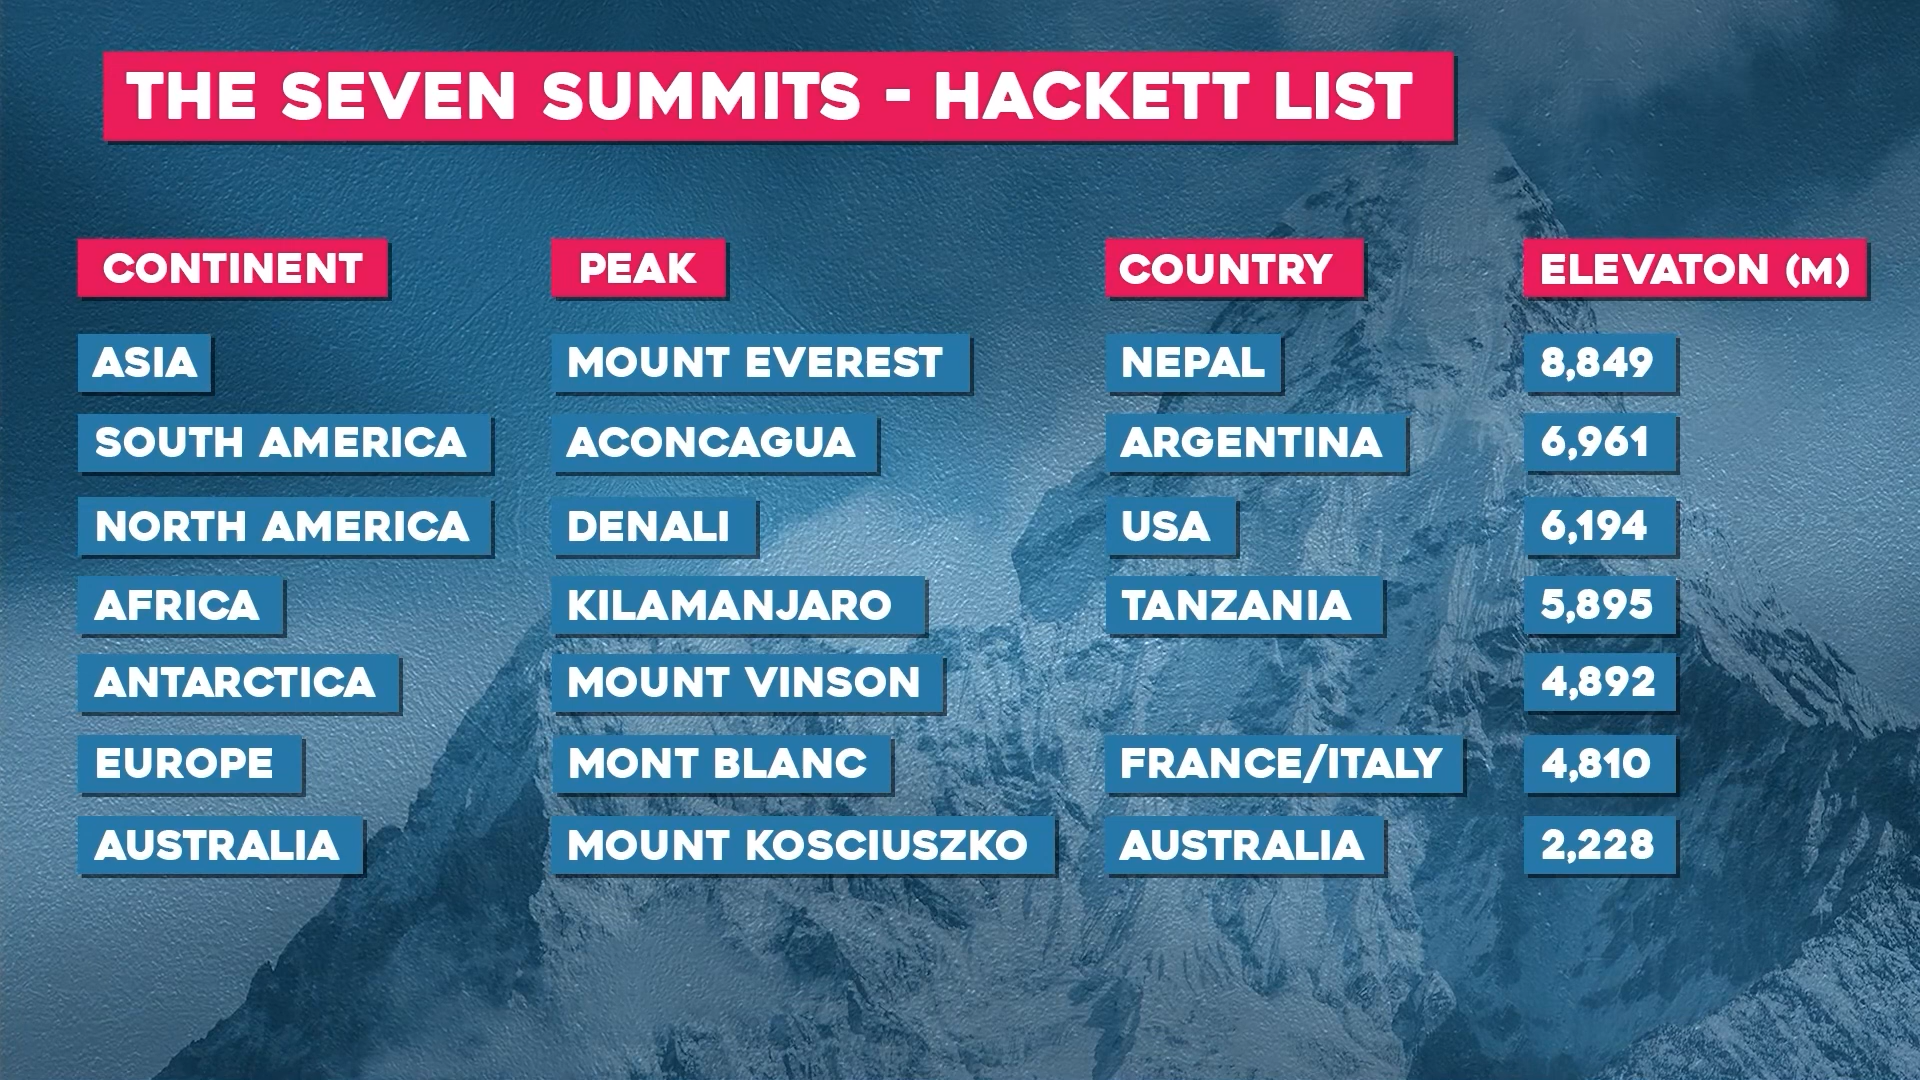 THE SEVEN SUMMITS - HACKETT LIST
CONTINENT PEAK COUNTRY ELEVATON (M)
ASIA MOUNT EVEREST NEPAL 8,849
SOUTH AMERICA ACONCAGUA ARGENTINA 6,961
NORTH AMERICA DENALI USA 6,194
AFRICA KILAMANJARO TANZANIA 5,895
ANTARCTICA MOUNT VINSON 4,892
EUROPE MONT BLANC FRANCE/ITALY 4,810
AUSTRALIA MOUNT KOSCIUSZKO AUSTRALIA 2,228